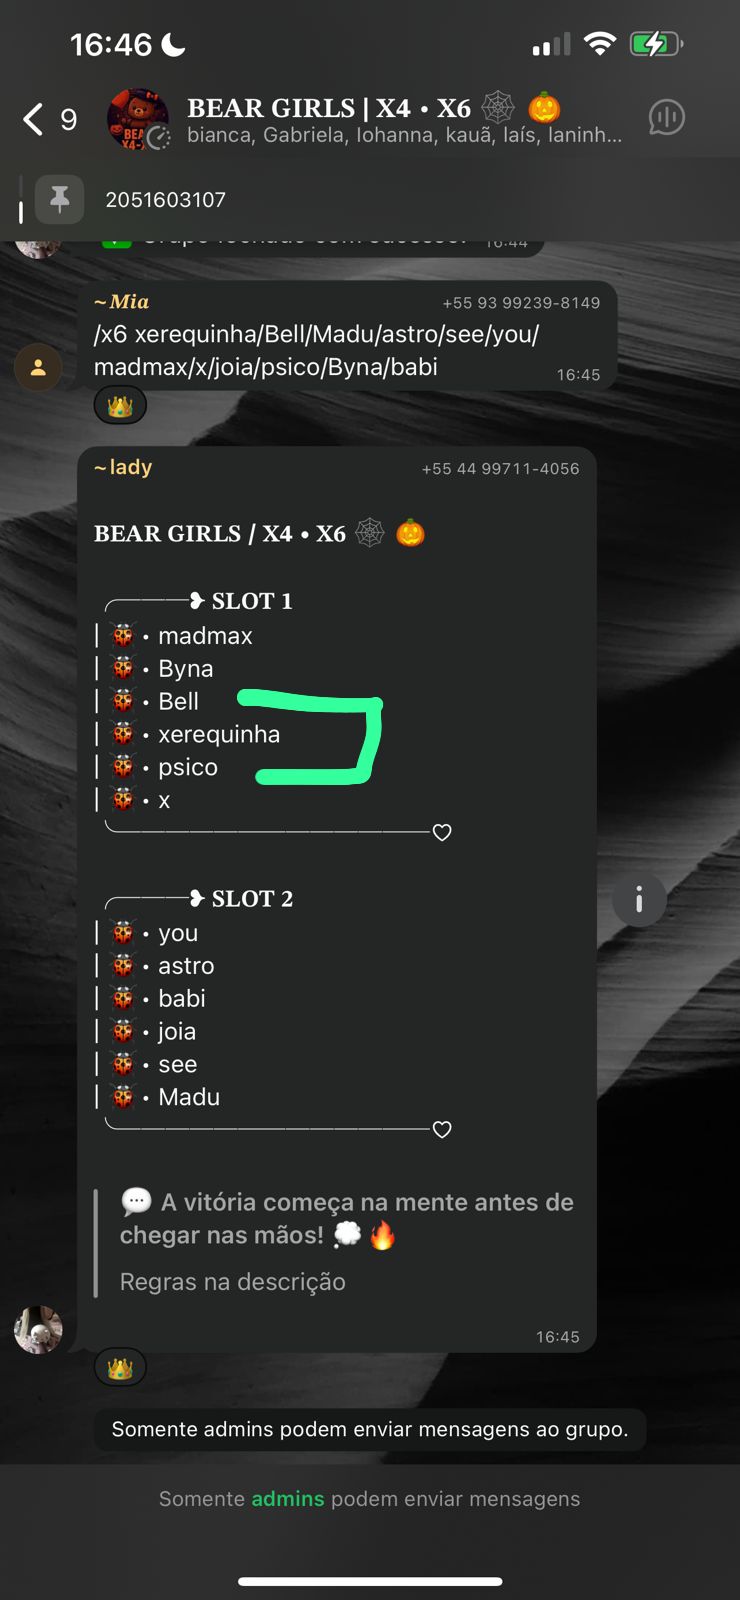 16:46
9
BEAR GIRLS | X4 • X6 🕸️ 🎃
bianca, Gabriela, Iohanna, kauã, laís, laninh...
2051603107
16:44
~Mia +55 93 99239-8149
/x6 xerequinha/Bell/Madu/astro/see/you/
madmax/x/joia/psico/Byna/babi
16:45
~lady +55 44 99711-4056
BEAR GIRLS / X4 • X6 🕸️ 🎃
╭────❥ SLOT 1
| 🐞 • madmax
| 🐞 • Byna
| 🐞 • Bell
| 🐞 • xerequinha
| 🐞 • psico
| 🐞 • x
╰─────────────♡
╭────❥ SLOT 2
| 🐞 • you
| 🐞 • astro
| 🐞 • babi
| 🐞 • joia
| 🐞 • see
| 🐞 • Madu
╰─────────────♡
💬 A vitória começa na mente antes de
chegar nas mãos! 💭 🔥
Regras na descrição
16:45
Somente admins podem enviar mensagens ao grupo.
Somente admins podem enviar mensagens